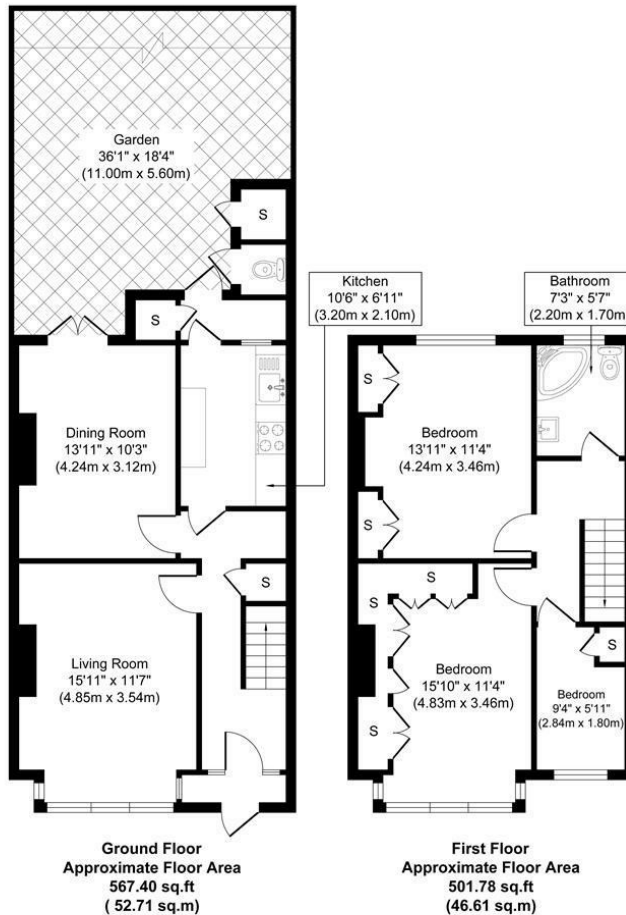 Garden
36'1" x 18'4"
(11.00m x 5.60m)
S
S
Kitchen
10'6" x 6'11"
(3.20m x 2.10m)
Dining Room
13'11" x 10'3"
(4.24m x 3.12m)
S
Living Room
15'11" x 11'7"
(4.85m x 3.54m)
Ground Floor
Approximate Floor Area
567.40 sq.ft
( 52.71 sq.m)
Bathroom
7'3" x 5'7"
(2.20m x 1.70m)
S
Bedroom
13'11" x 11'4"
(4.24m x 3.46m)
S
S
S
Bedroom
15'10" x 11'4"
(4.83m x 3.46m)
S
S
Bedroom
9'4" x 5'11"
(2.84m x 1.80m)
First Floor
Approximate Floor Area
501.78 sq.ft
(46.61 sq.m)